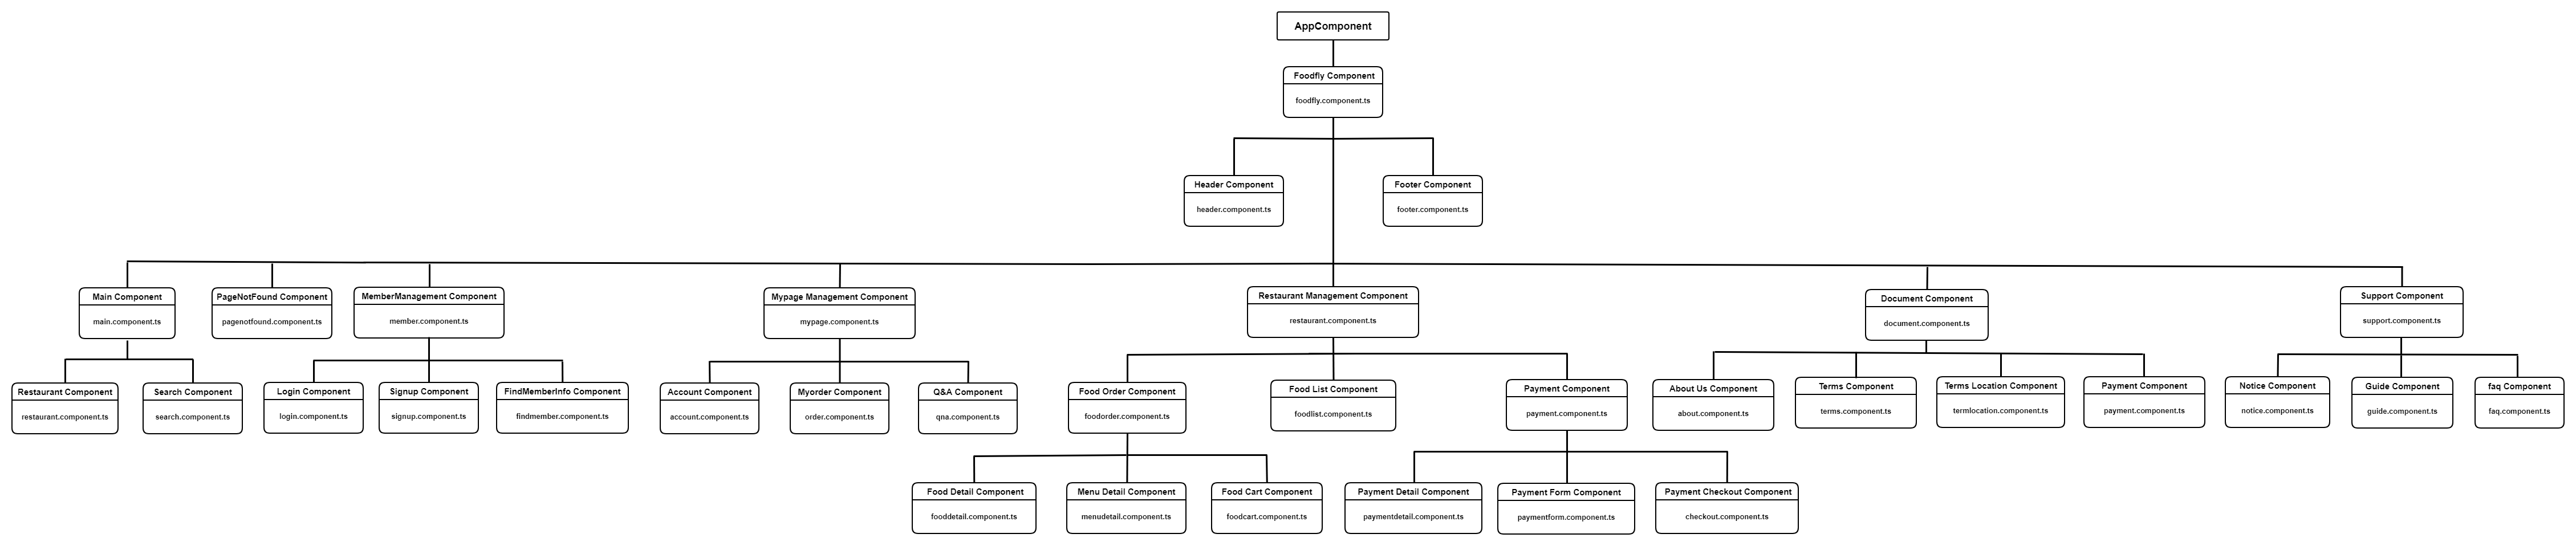 AppComponent
Foodfly Component
foodfly.component.ts
Header Component
header.component.ts
Footer Component
footer.component.ts
Main Component
main.component.ts
PageNotFound Component
pagenotfound.component.ts
MemberManagement Component
member.component.ts
Mypage Management Component
mypage.component.ts
Restaurant Management Component
restaurant.component.ts
Document Component
document.component.ts
Support Component
support.component.ts
Restaurant Component
restaurant.component.ts
Search Component
search.component.ts
Login Component
login.component.ts
Signup Component
signup.component.ts
FindMemberInfo Component
findmember.component.ts
Account Component
account.component.ts
Myorder Component
order.component.ts
Q&A Component
qna.component.ts
Food Order Component
foodorder.component.ts
Food List Component
foodlist.component.ts
Payment Component
payment.component.ts
About Us Component
about.component.ts
Terms Component
terms.component.ts
Terms Location Component
termlocation.component.ts
Payment Component
payment.component.ts
Notice Component
notice.component.ts
Guide Component
guide.component.ts
faq Component
faq.component.ts
Food Detail Component
fooddetail.component.ts
Menu Detail Component
menudetail.component.ts
Food Cart Component
foodcart.component.ts
Payment Detail Component
paymentdetail.component.ts
Payment Form Component
paymentform.component.ts
Payment Checkout Component
checkout.component.ts